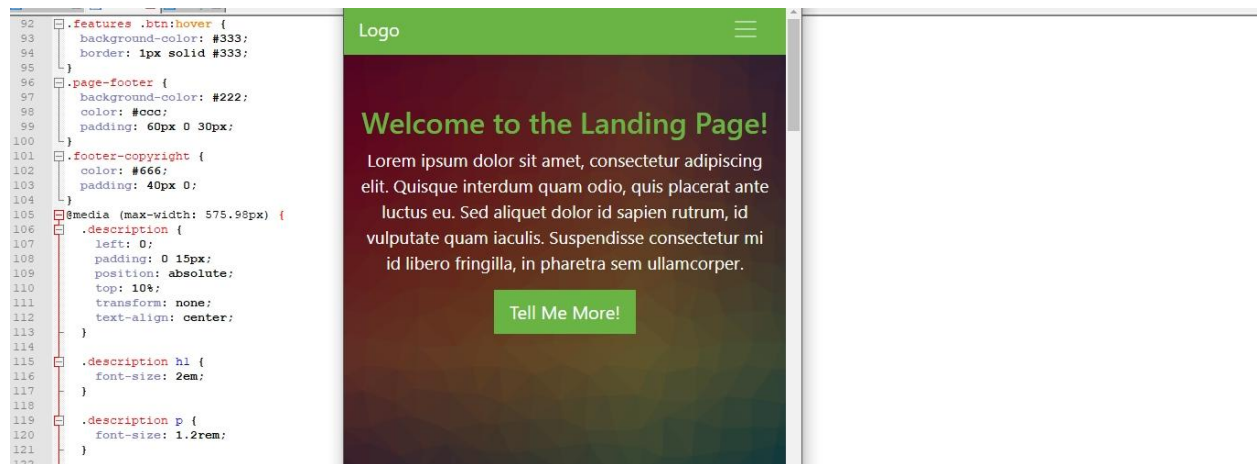 92 .features .btn:hover {
93 background-color: #333;
94 border: 1px solid #333;
95 }
96 .page-footer {
97 background-color: #222;
98 color: #ccc;
99 padding: 60px 0 30px;
100 }
101 .footer-copyright {
102 color: #666;
103 padding: 40px 0;
104 }
105 @media (max-width: 575.98px) {
106 .description {
107 left: 0;
108 padding: 0 15px;
109 position: absolute;
110 top: 10%;
111 transform: none;
112 text-align: center;
113 }
114
115 .description h1 {
116 font-size: 2em;
117 }
118
119 .description p {
120 font-size: 1.2rem;
121 }
122
Logo
Welcome to the Landing Page!
Lorem ipsum dolor sit amet, consectetur adipiscing
elit. Quisque interdum quam odio, quis placerat ante
luctus eu. Sed aliquet dolor id sapien rutrum, id
vulputate quam iaculis. Suspendisse consectetur mi
id libero fringilla, in pharetra sem ullamcorper.
Tell Me More!